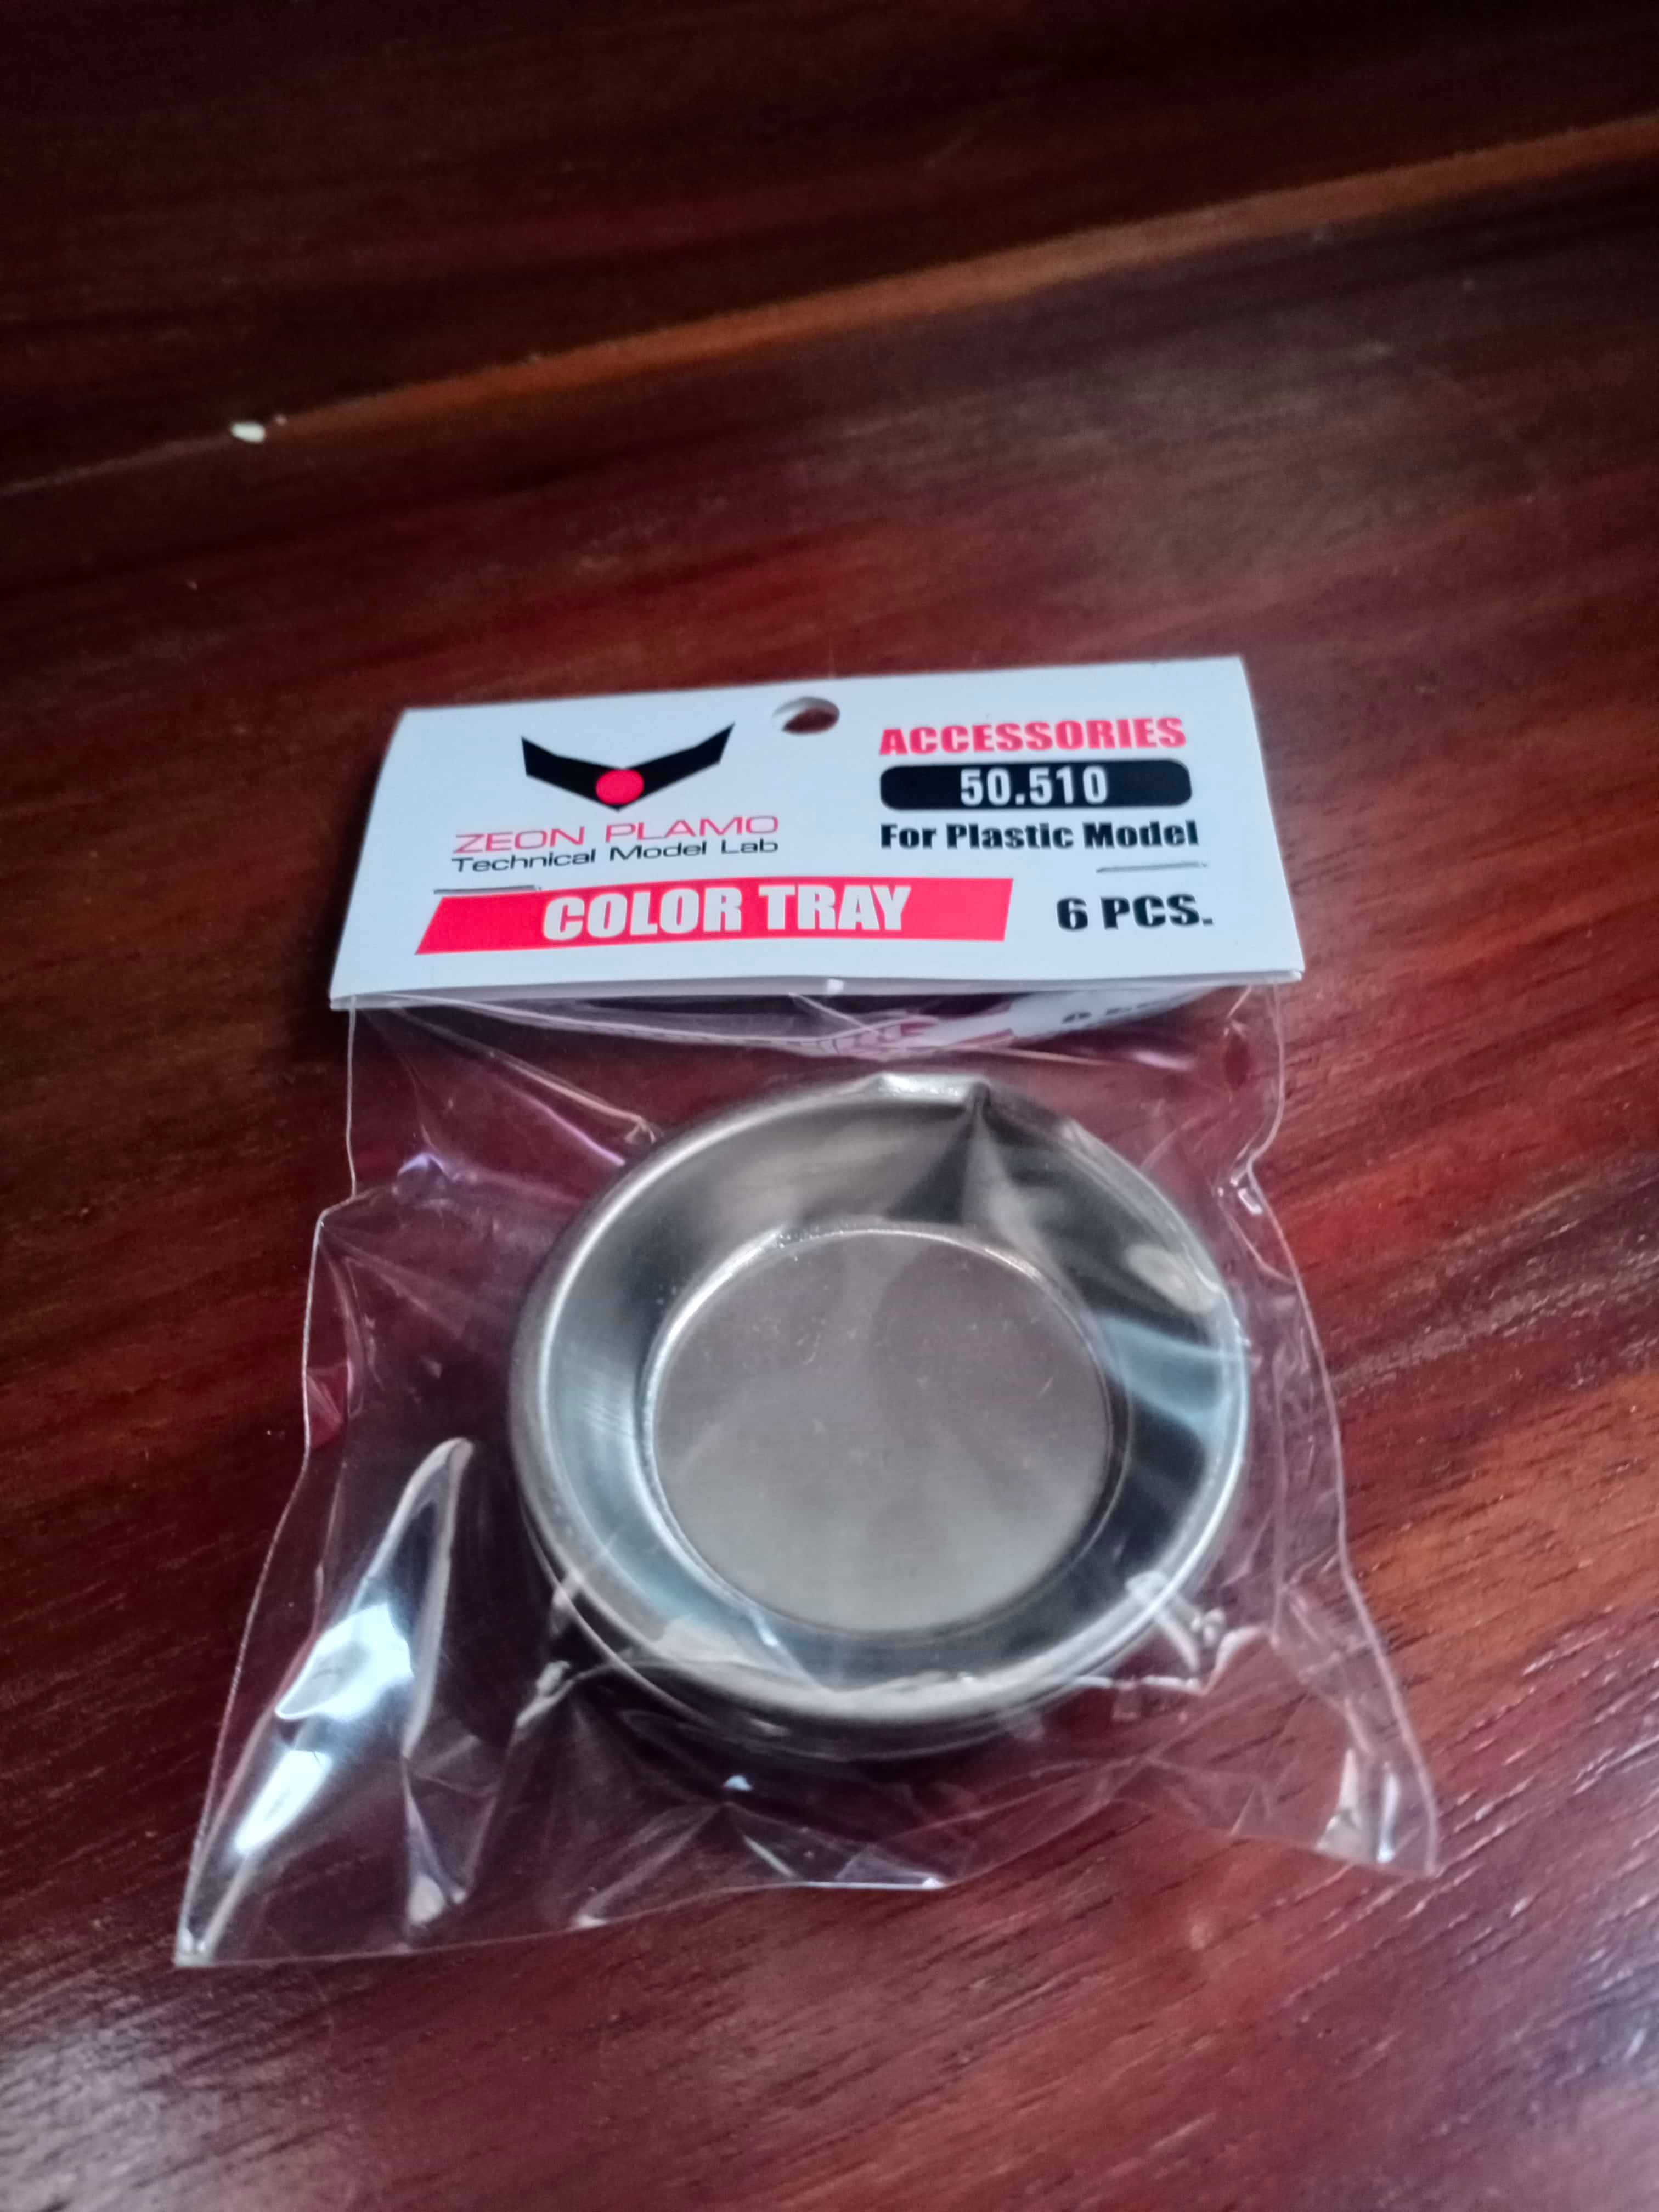 ZEON PLAMO
Technical Model Lab
ACCESSORIES
50.510
For Plastic Model
COLOR TRAY
6 PCS.